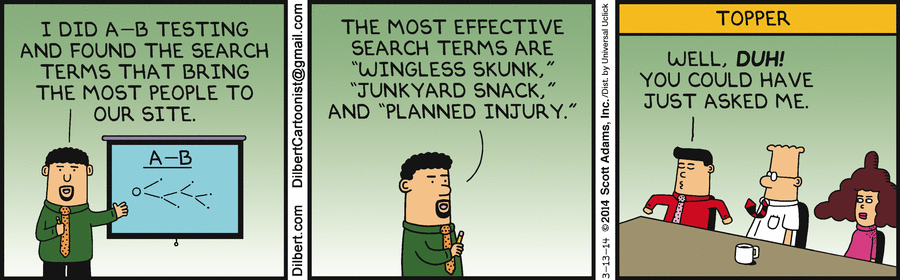 I DID A-B TESTING
AND FOUND THE SEARCH
TERMS THAT BRING
THE MOST PEOPLE TO
OUR SITE.
A-B
Dilbert.com DilbertCartoonist@gmail.com
THE MOST EFFECTIVE
SEARCH TERMS ARE
"WINGLESS SKUNK,"
"JUNKYARD SNACK,"
AND "PLANNED INJURY."
3-13-14 ©2014 Scott Adams, Inc./Dist. by Universal Uclick
TOPPER
WELL, DUH!
YOU COULD HAVE
JUST ASKED ME.